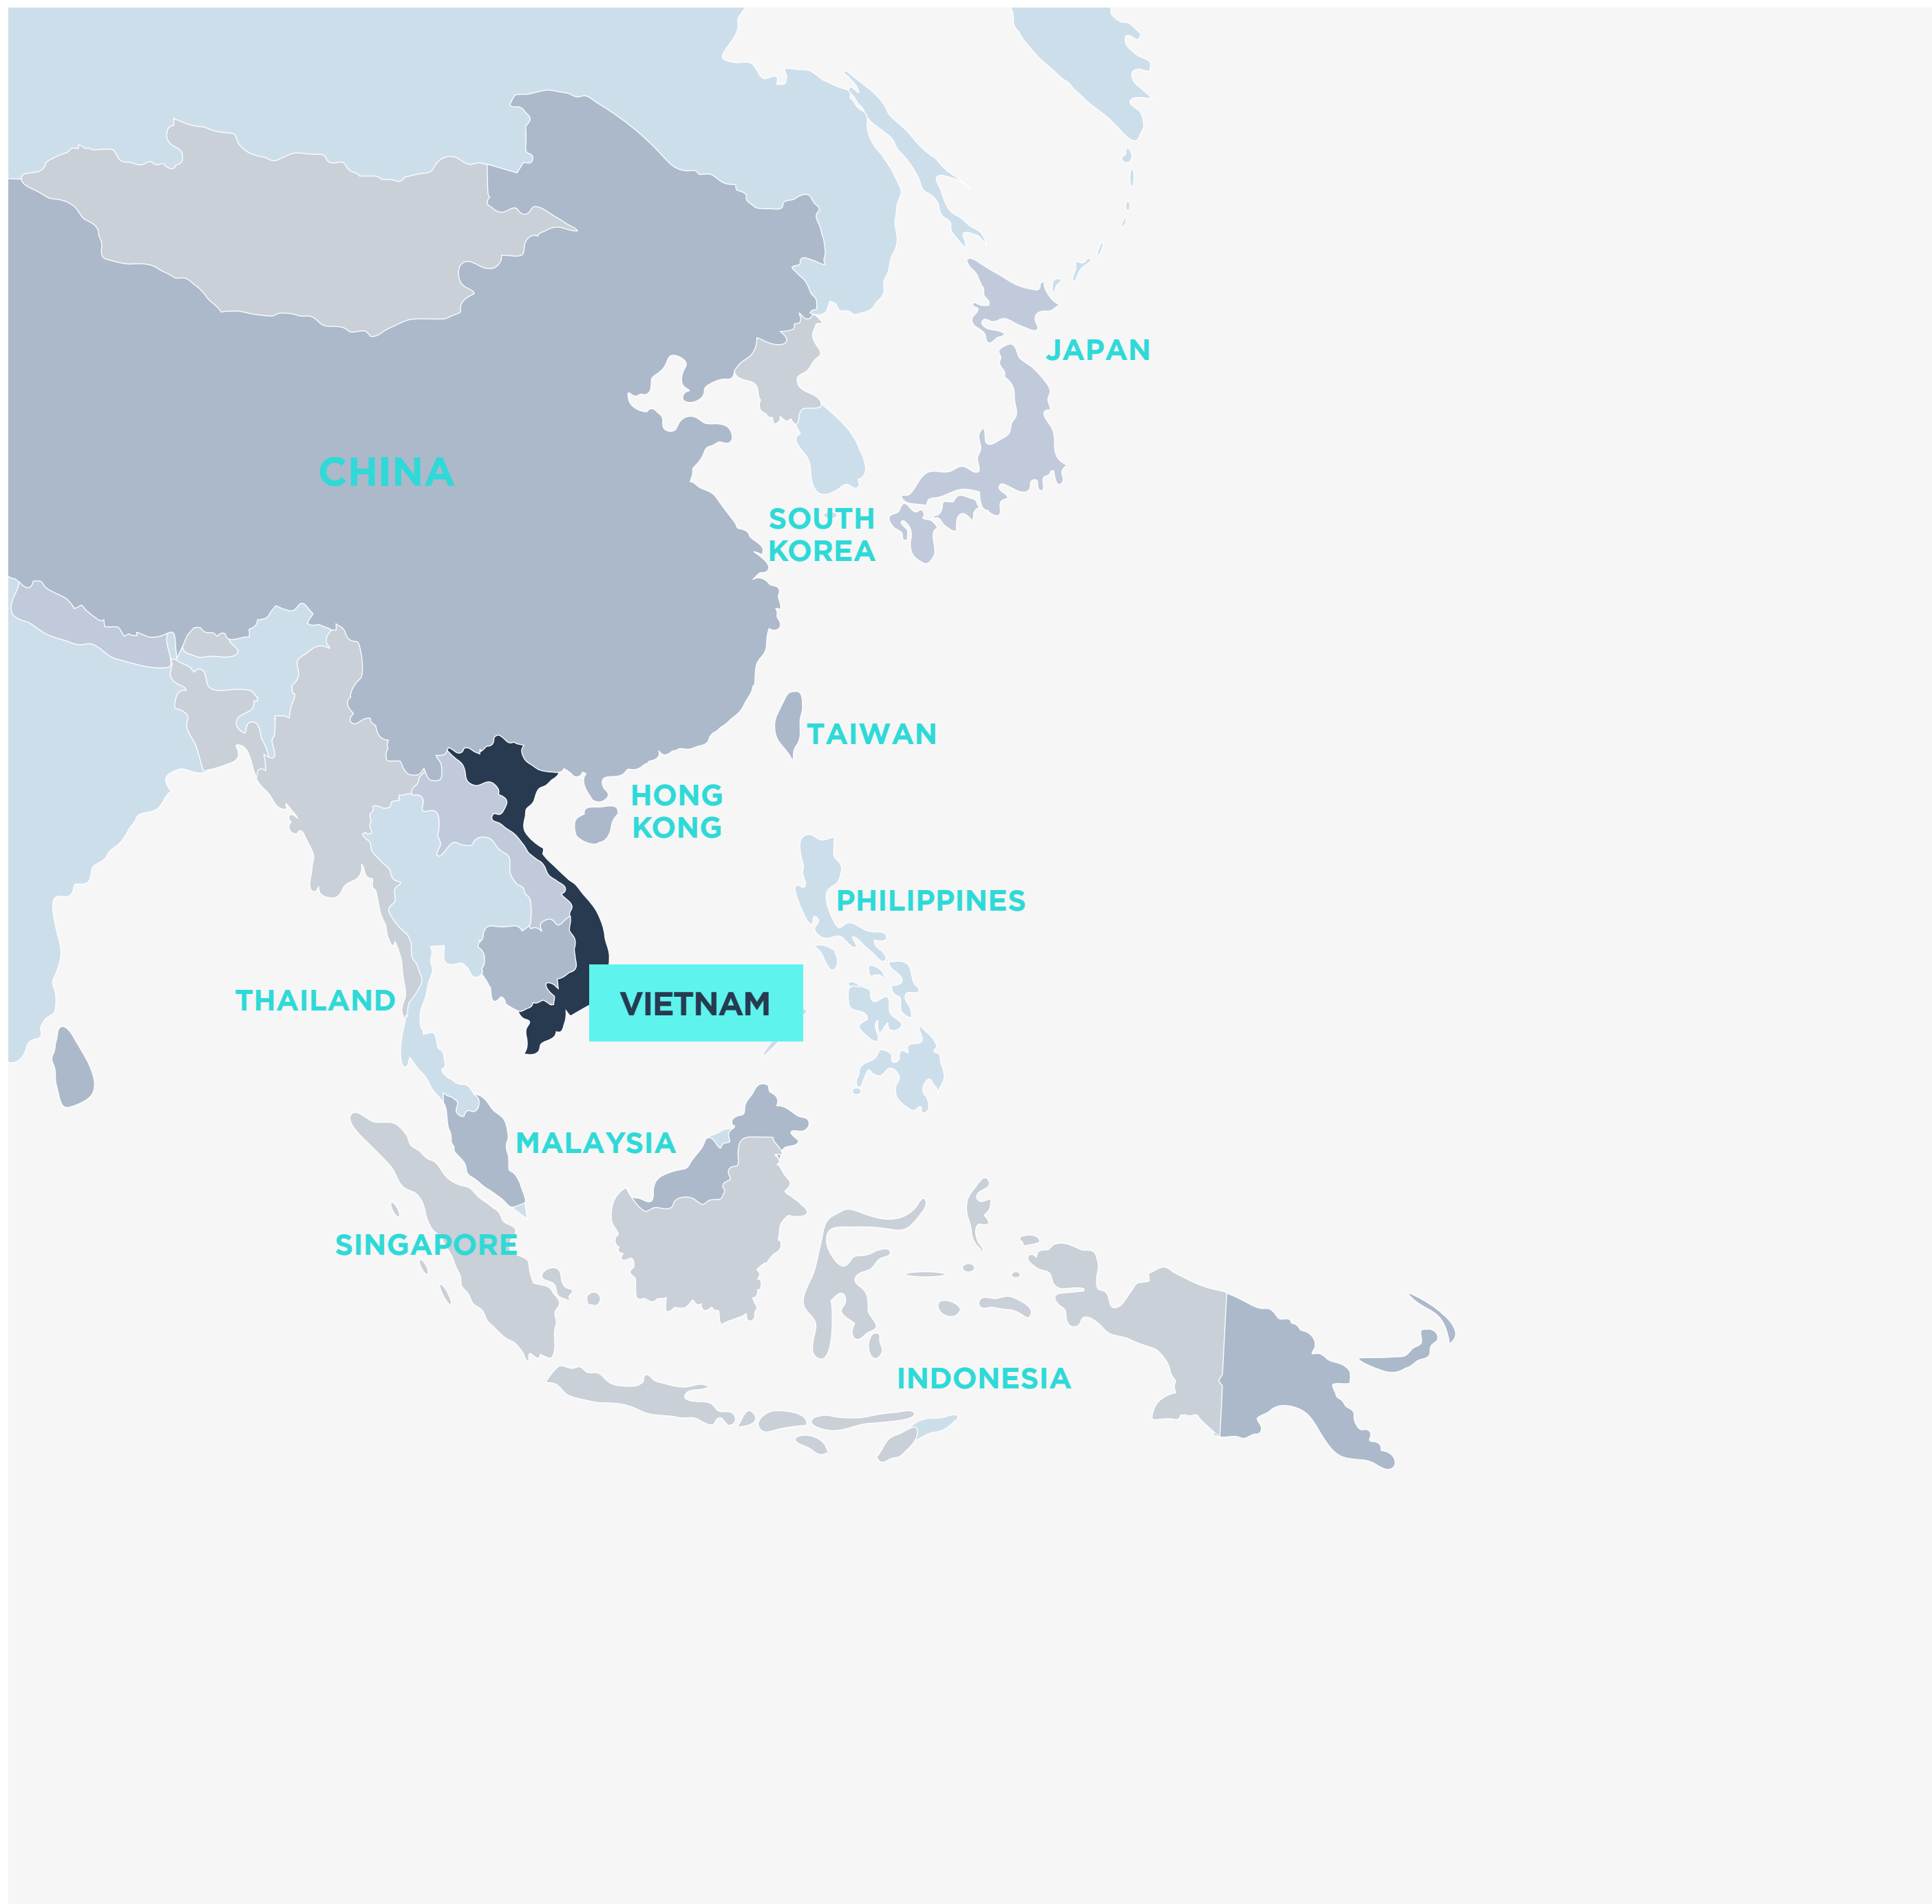 JAPAN
CHINA
SOUTH
KOREA
TAIWAN
HONG
KONG
PHILIPPINES
THAILAND
VIETNAM
MALAYSIA
SINGAPORE
INDONESIA